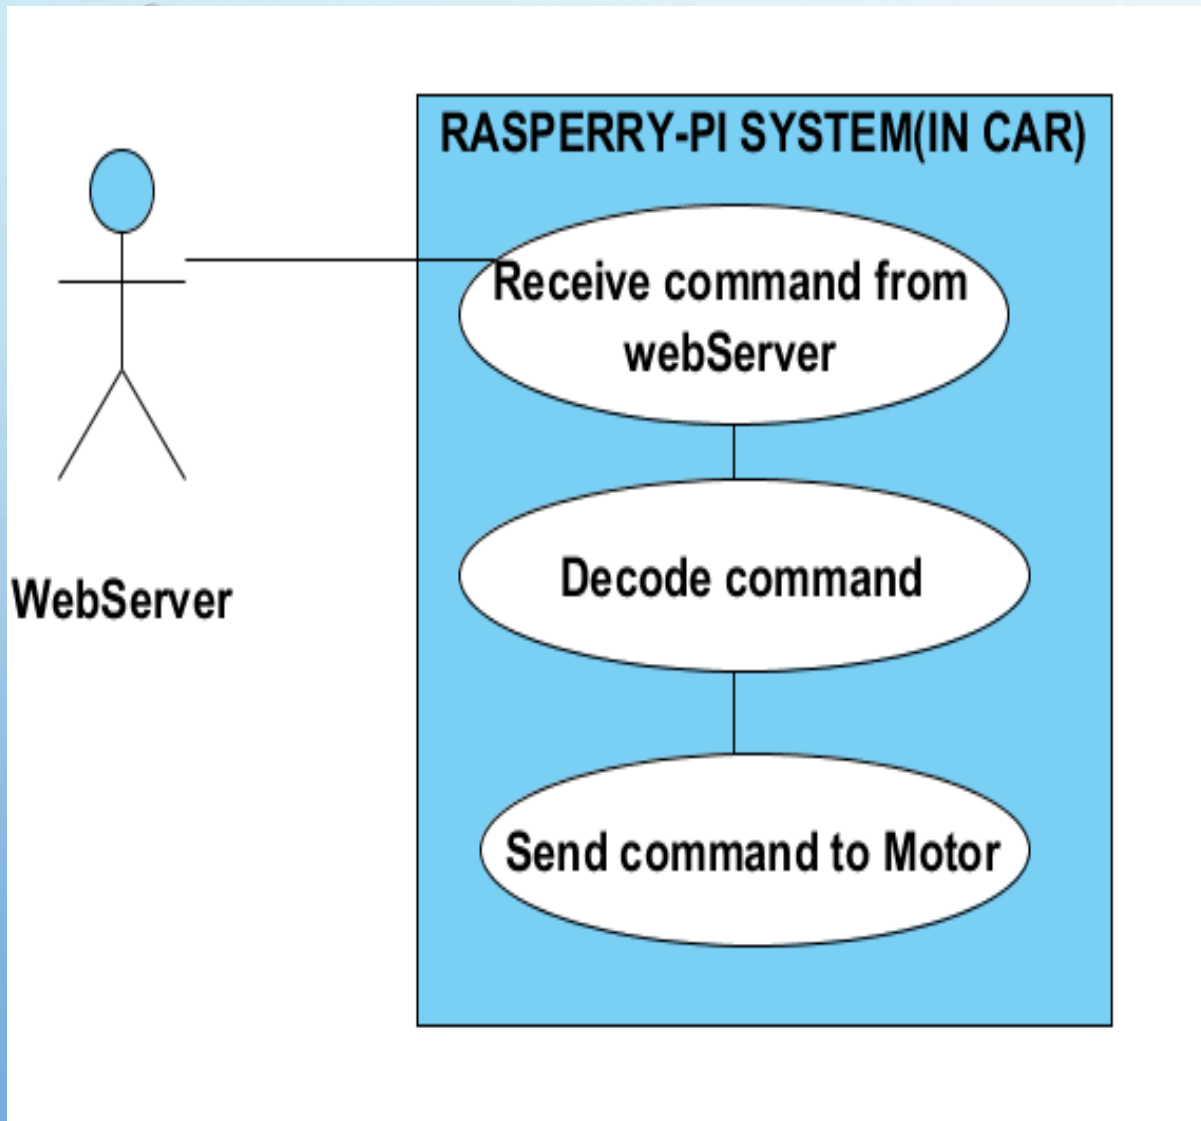 RASPERRY-PI SYSTEM(IN CAR)
Receive command from
webServer
Decode command
WebServer
Send command to Motor